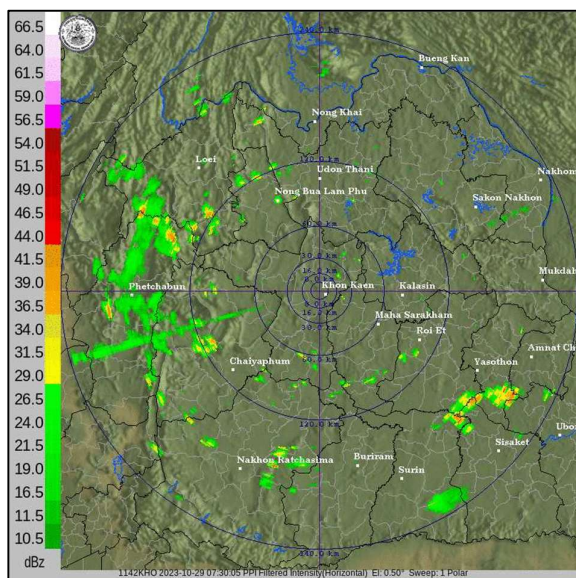 66.5
64.0
61.5
59.0
56.5
54.0
51.5
49.0
46.5
44.0
41.5
39.0
36.5
34.0
31.5
29.0
26.5
24.0
21.5
19.0
16.5
13.5
10.5
dBz
Bueng Kan
Nong Khai
Loei
Udon Thani
Nakhom
Nong Bua Lam Phu
Sakon Nakhon
Mukdah
Phetchabun
Khon Kaen
Kalasin
Maha Sarakham
Roi Et
Amnat Ch
Chaiyaphum
Yasothon
120.0 km
Ubo
Sisaket
Nakhon Ratchasima
Buriram
Surin
1142KHO 2023-10-29 07:30:05 PPI Filtered Intensity(Horizontal) El: 0.50° Sweep: 1 Polar